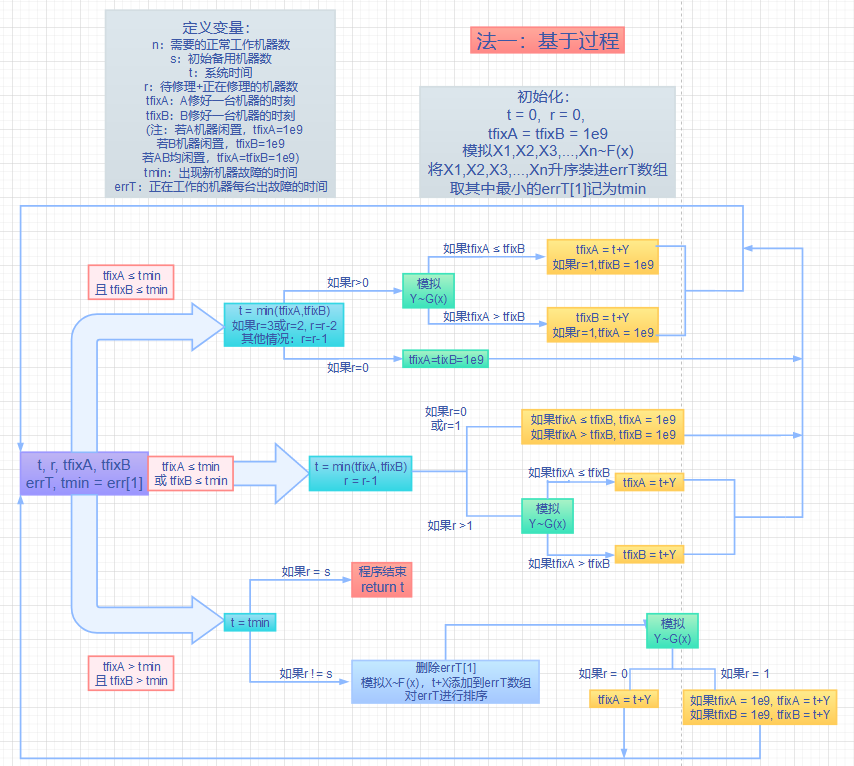 定义变量：
n：需要的正常工作机器数
s：初始备用机器数
t：系统时间
r：待修理+正在修理的机器数
tfixA：A修好一台机器的时刻
tfixB：B修好一台机器的时刻
(注：若A机器闲置，tfixA=1e9
若B机器闲置，tfixB=1e9
若AB均闲置，tfixA=tfixB=1e9)
tmin：出现新机器故障的时间
errT：正在工作的机器每台出故障的时间
法一：基于过程
初始化：
t = 0,  r = 0,
tfixA = tfixB = 1e9
模拟X1,X2,X3,...,Xn~F(x)
将X1,X2,X3,...,Xn升序装进errT数组
取其中最小的errT[1]记为tmin
tfixA ≤ tmin
且 tfixB ≤ tmin
t = min(tfixA,tfixB)
如果r=3或r=2, r=r-2
其他情况：r=r-1
如果r>0
模拟
Y~G(x)
如果tfixA ≤ tfixB
tfixA = t+Y
如果r=1,tfixB = 1e9
如果tfixA > tfixB
tfixB = t+Y
如果r=1,tfixA = 1e9
如果r=0
tfixA=tixB=1e9
t, r, tfixA, tfixB
errT, tmin = err[1]
tfixA ≤ tmin
或 tfixB ≤ tmin
t = min(tfixA,tfixB)
r = r-1
如果r=0
或r=1
如果tfixA ≤ tfixB, tfixA = 1e9
如果tfixA > tfixB, tfixB = 1e9
如果r >1
模拟
Y~G(x)
如果tfixA ≤ tfixB
tfixA = t+Y
如果tfixA > tfixB
tfixB = t+Y
tfixA > tmin
且 tfixB > tmin
t = tmin
如果r = s
程序结束
return t
如果r != s
删除errT[1]
模拟X~F(x)，t+X添加到errT数组
对errT进行排序
模拟
Y~G(x)
如果r = 0
tfixA = t+Y
如果r = 1
如果tfixA = 1e9, tfixA = t+Y
如果tfixB = 1e9, tfixB = t+Y